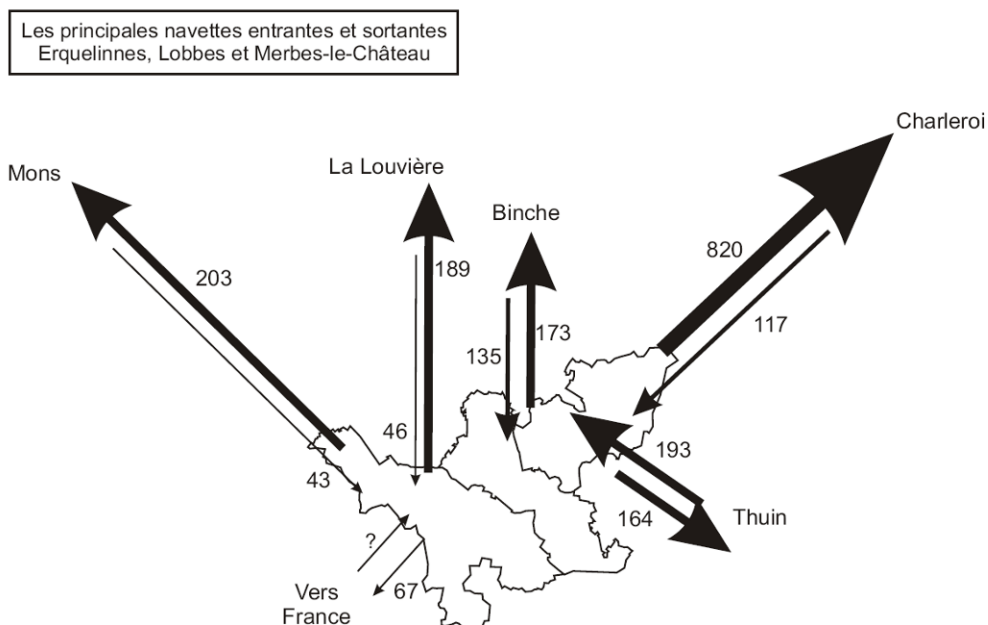 Les principales navettes entrantes et sortantes
Erquelinnes, Lobbes et Merbes-le-Château
Charleroi
Mons
La Louvière
Binche
820
203
189
117
173
135
46
193
43
164
Thuin
?
67
Vers
France